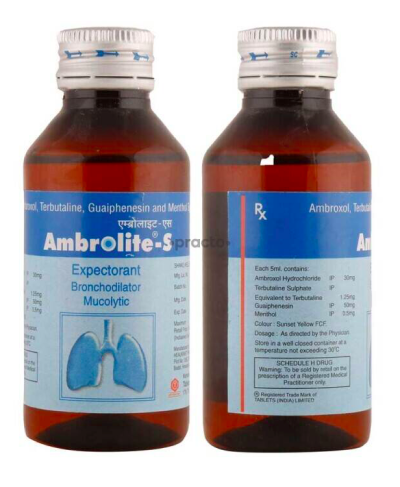 Ambroxol, Terbutaline, Guaiphenesin and Menthol
एम्ब्रोलाइट-एस
Ambrolite-S
Expectorant
Bronchodilator
Mucolytic
practo
Rx
Ambroxol, Terbuta
Each 5ml. contains:
Ambroxol Hydrochloride IP 30mg
Terbutaline Sulphate IP
Equivalent to Terbutaline 1.25mg
Guaiphenesin IP 50mg
Menthol IP 0.5mg
Colour : Sunset Yellow FCF.
Dosage : As directed by the Physician.
Store in a well closed container at a
temperature not exceeding 30°C
SCHEDULE H DRUG
Warning: To be sold by retail on the
prescription of a Registered Medical
Practitioner only.
Registered Trade Mark of
TABLETS (INDIA) LIMITED